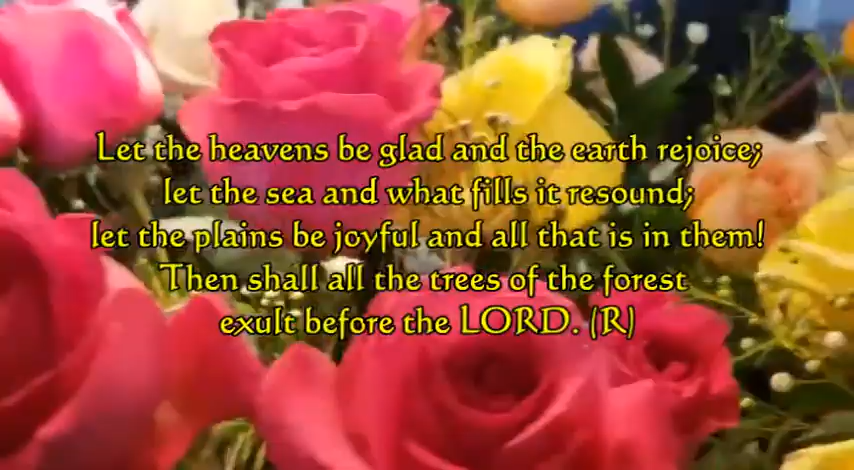 Let the heavens be glad and the earth rejoice;
let the sea and what fills it resound;
let the plains be joyful and all that is in them!
Then shall all the trees of the forest
exult before the LORD. (R)